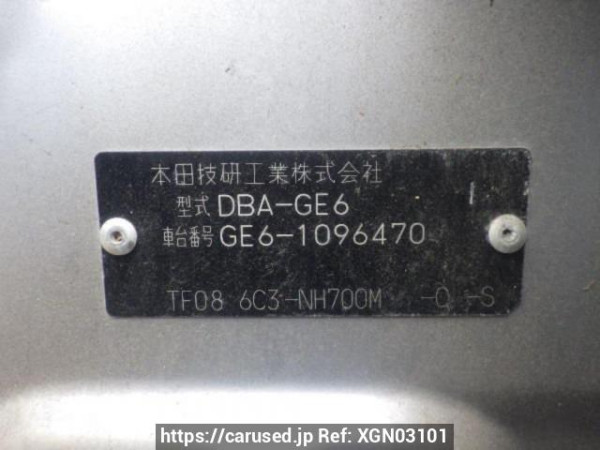 本田技研工業株式会社
型式 DBA-GE6
車台番号 GE6-1096470
TF08 6C3-NH700M -0 -S
https://carused.jp Ref: XGN03101